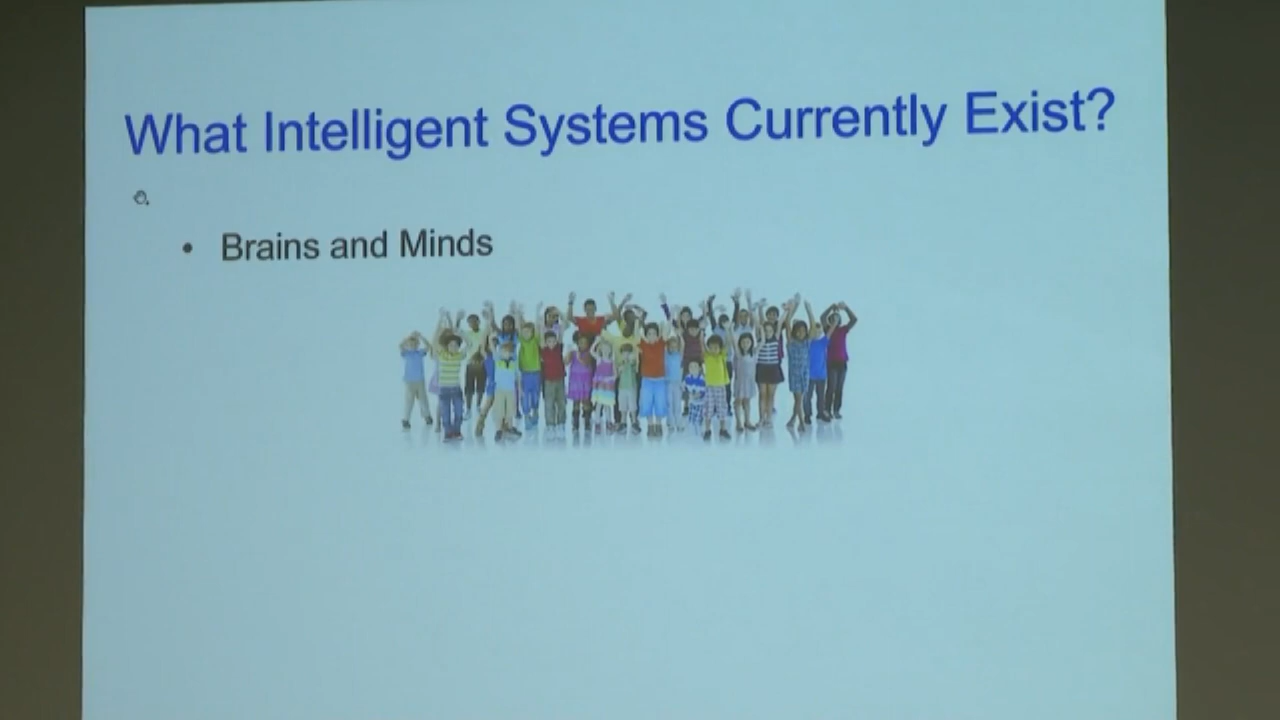 What Intelligent Systems Currently Exist?
• Brains and Minds